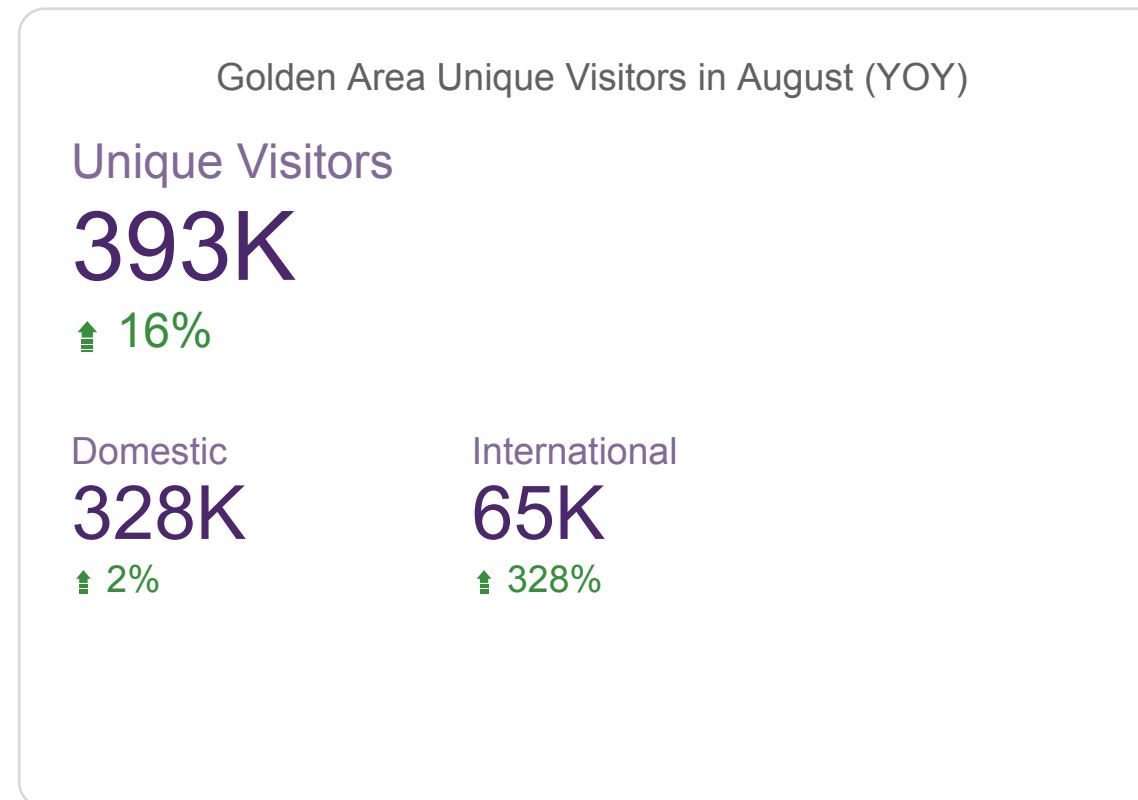 Golden Area Unique Visitors in August (YOY)
Unique Visitors
393K
16%
Domestic
328K
2%
International
65K
328%